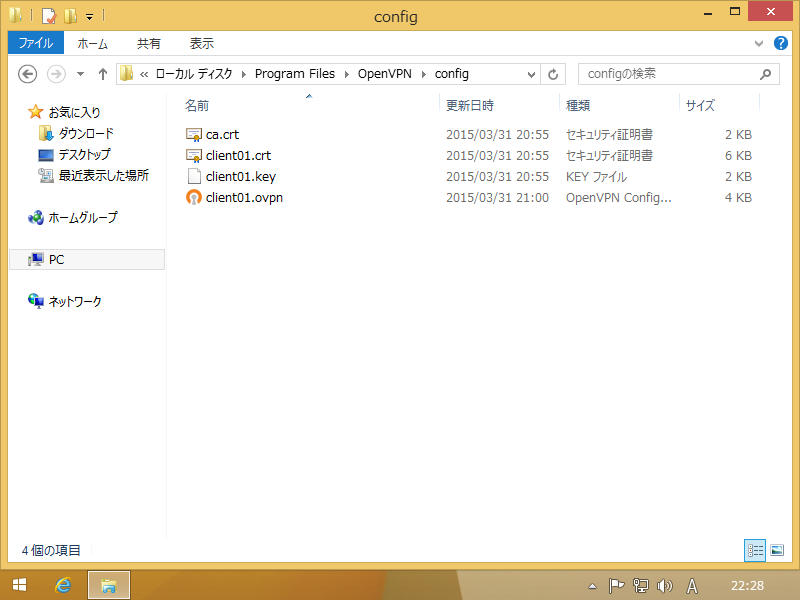 config
ファイル ホーム 共有 表示
« ローカル ディスク Program Files OpenVPN config configの検索
名前 更新日時 種類 サイズ
お気に入り
ダウンロード
デスクトップ
最近表示した場所
ホームグループ
PC
ネットワーク
ca.crt 2015/03/31 20:55 セキュリティ証明書 2 KB
client01.crt 2015/03/31 20:55 セキュリティ証明書 6 KB
client01.key 2015/03/31 20:55 KEY ファイル 2 KB
client01.ovpn 2015/03/31 21:00 OpenVPN Config... 4 KB
4 個の項目
A 22:28